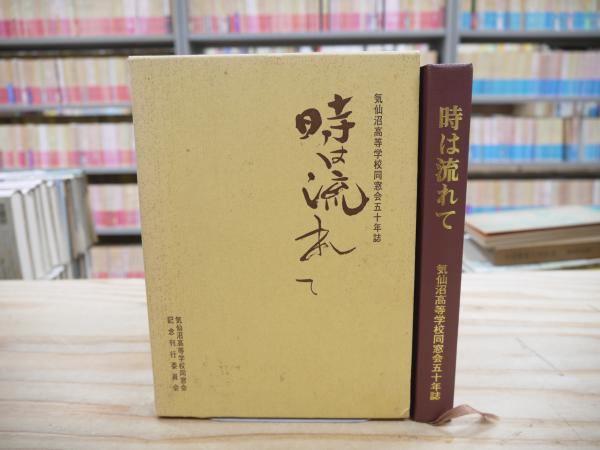 気仙沼高等学校同窓会五十年誌
時は流れて
気仙沼高等学校同窓会
記念刊行委員会
時は流れて
気仙沼高等学校同窓会五十年誌